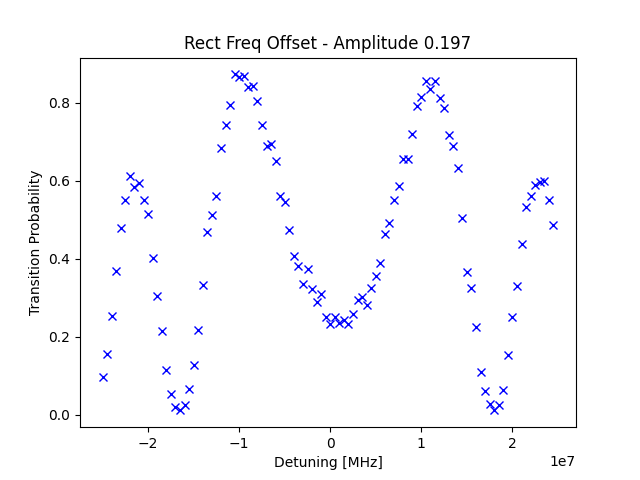 Rect Freq Offset - Amplitude 0.197
Transition Probability
0.8
0.6
0.4
0.2
0.0
−2
−1
0
1
2
1e7
Detuning [MHz]